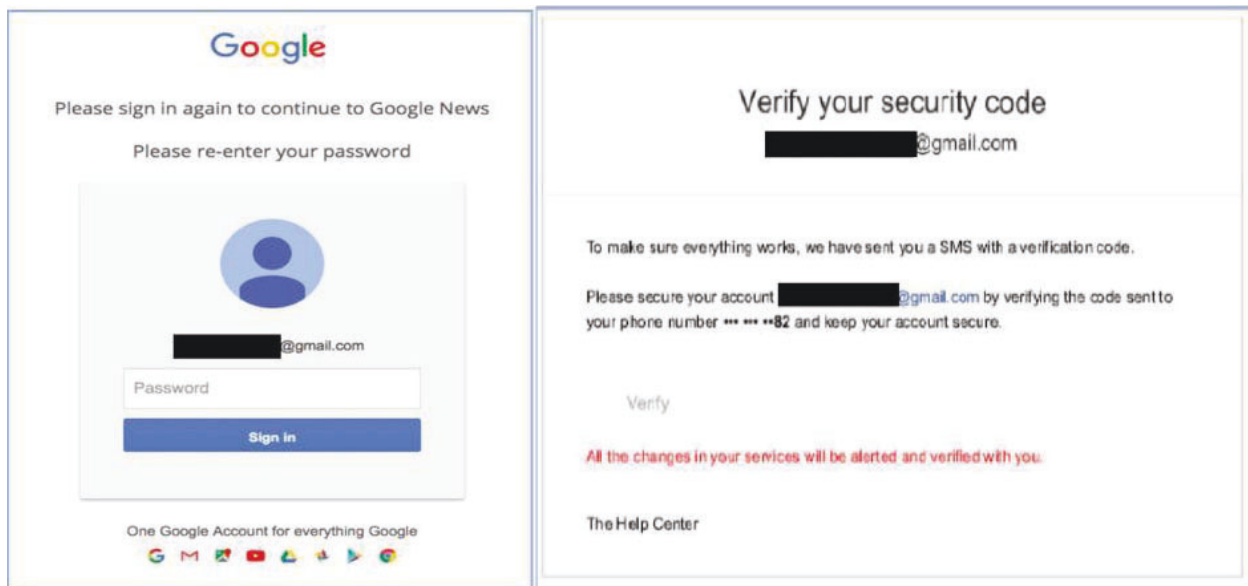 Google
Please sign in again to continue to Google News
Please re-enter your password
@gmail.com
Password
Sign in
One Google Account for everything Google
Verify your security code
@gmail.com
To make sure everything works, we have sent you a SMS with a verification code.
Please secure your account @gmail.com by verifying the code sent to
your phone number ••• ••• ••82 and keep your account secure.
Verify
All the changes in your services will be alerted and verified with you.
The Help Center